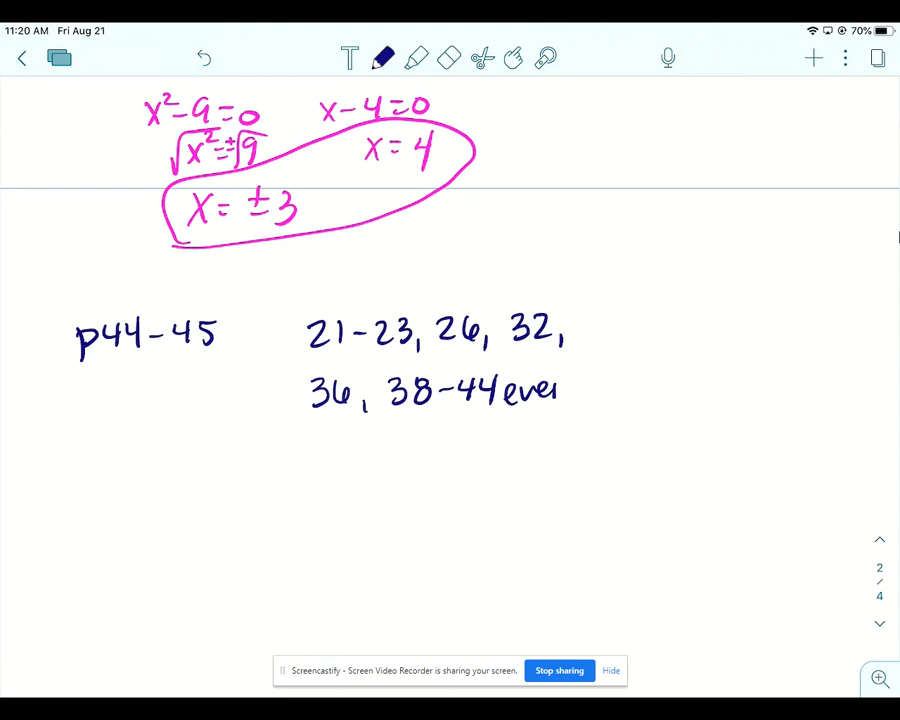 11:20 AM Fri Aug 21
70%
T
x²-9=0 x-4=0
√x²=±√9 x=4
x=±3
p44-45 21-23, 26, 32,
36, 38-44 ever
2
/
4
Screencastify - Screen Video Recorder is sharing your screen. Stop sharing Hide